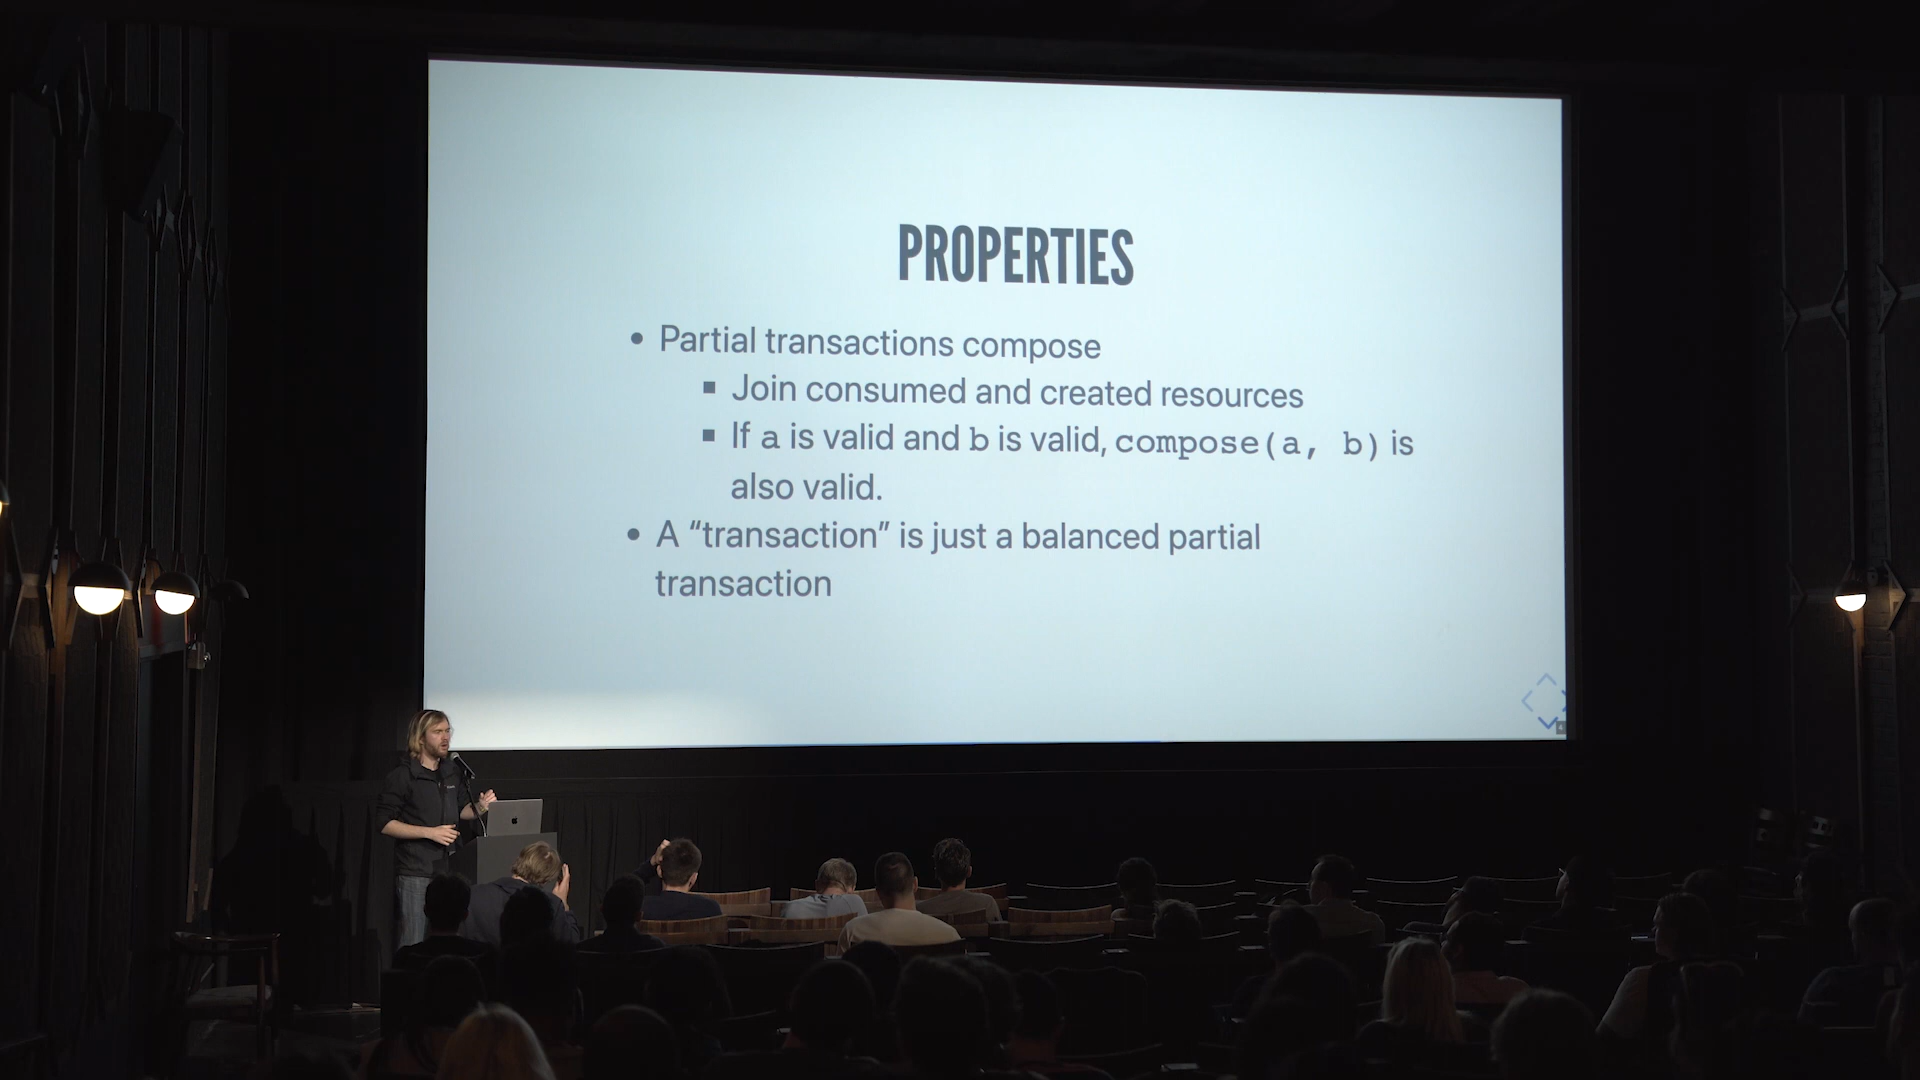 PROPERTIES
• Partial transactions compose
▪ Join consumed and created resources
▪ If a is valid and b is valid, compose(a, b) is
also valid.
• A “transaction” is just a balanced partial
transaction